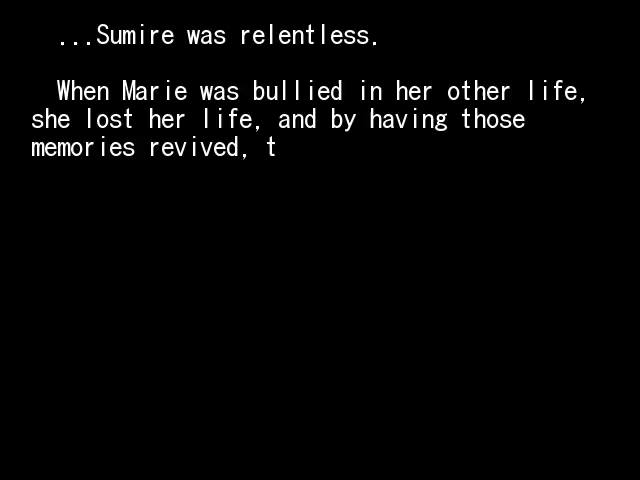 ...Sumire was relentless.
When Marie was bullied in her other life,
she lost her life, and by having those
memories revived, t